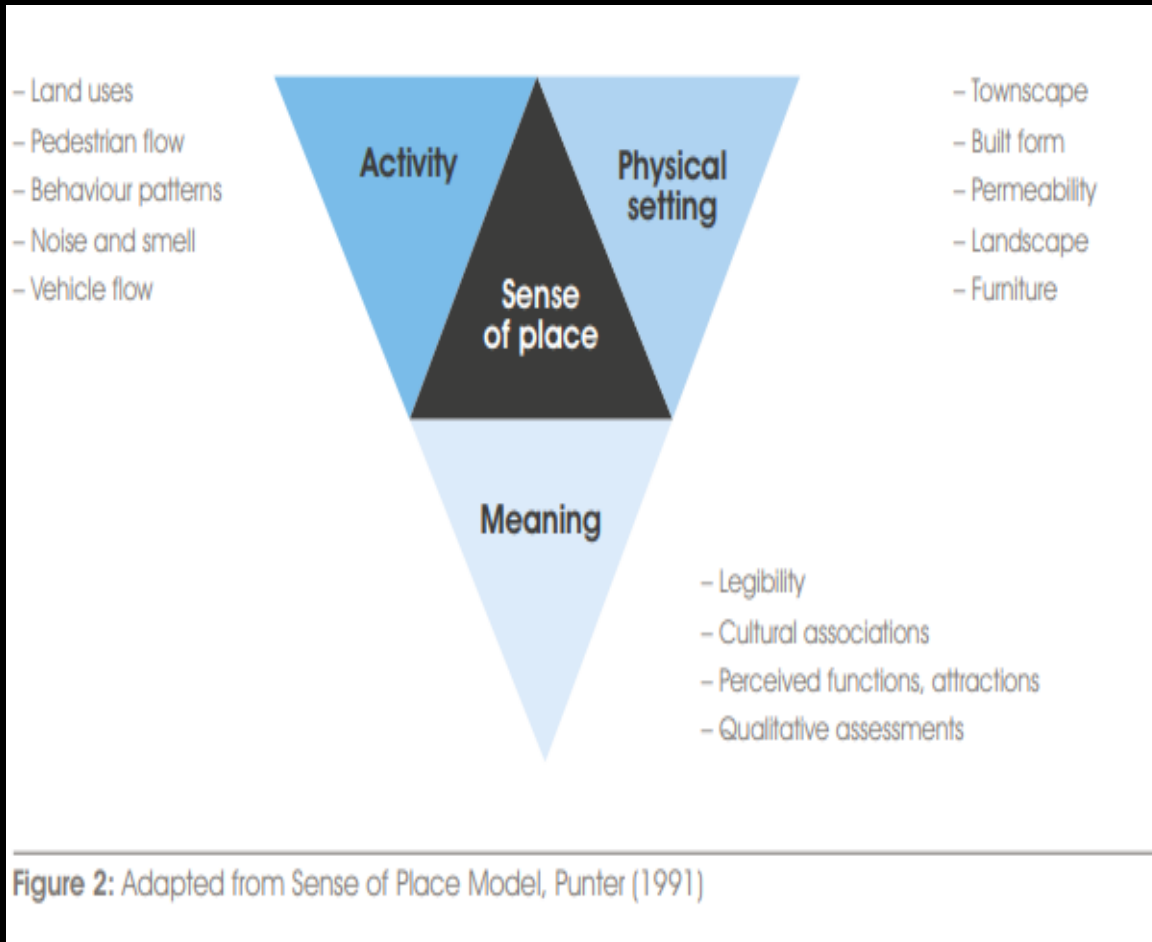 – Land uses
– Pedestrian flow
– Behaviour patterns
– Noise and smell
– Vehicle flow
Activity
Physical
setting
– Townscape
– Built form
– Permeability
– Landscape
– Furniture
Sense
of place
Meaning
– Legibility
– Cultural associations
– Perceived functions, attractions
– Qualitative assessments
Figure 2: Adapted from Sense of Place Model, Punter (1991)